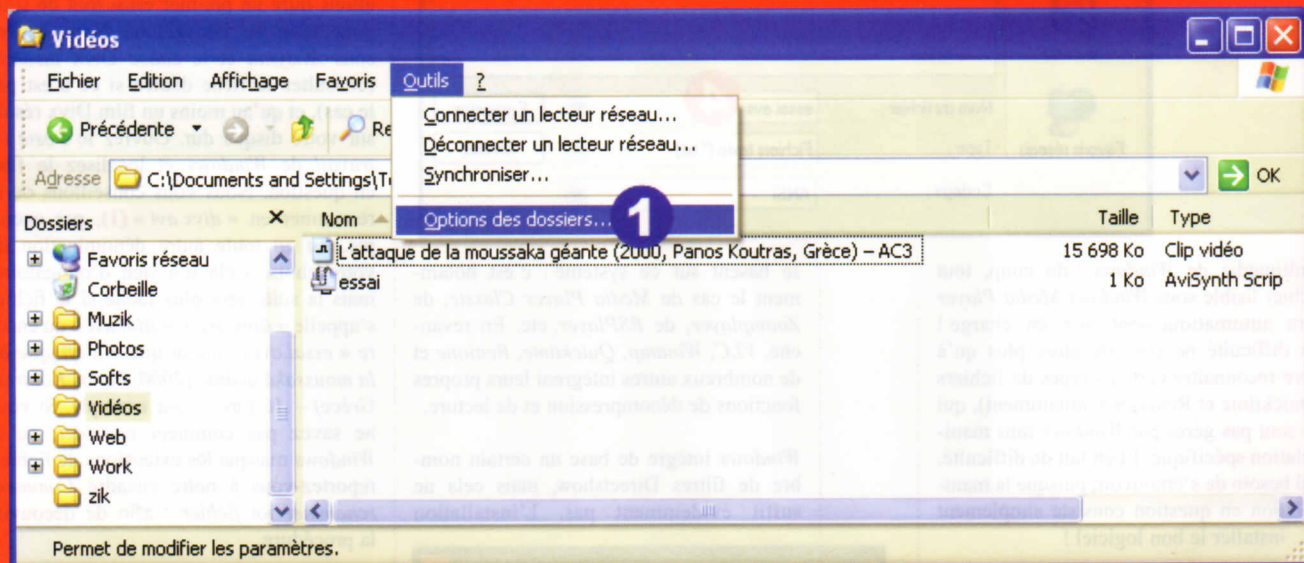 Vidéos
Fichier Edition Affichage Favoris Outils ?
Précédente Re
Connecter un lecteur réseau...
Déconnecter un lecteur réseau...
Synchroniser...
Options des dossiers... 1
Adresse C:\Documents and Settings\T OK
Dossiers × Nom Taille Type
Favoris réseau
Corbeille
Muzik
Photos
Softs
Vidéos
Web
Work
zik
L'attaque de la moussaka géante (2000, Panos Koutras, Grèce) – AC3 15 698 Ko Clip vidéo
essai 1 Ko AviSynth Scrip
Permet de modifier les paramètres.